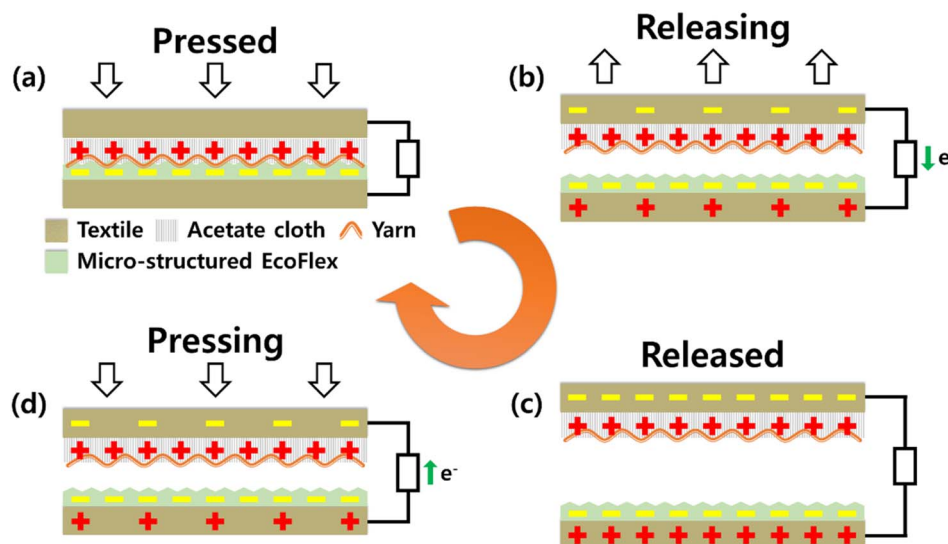 Pressed
(a)
Releasing
(b)
e
Textile Acetate cloth Yarn
Micro-structured EcoFlex
Pressing
(d)
e-
Released
(c)